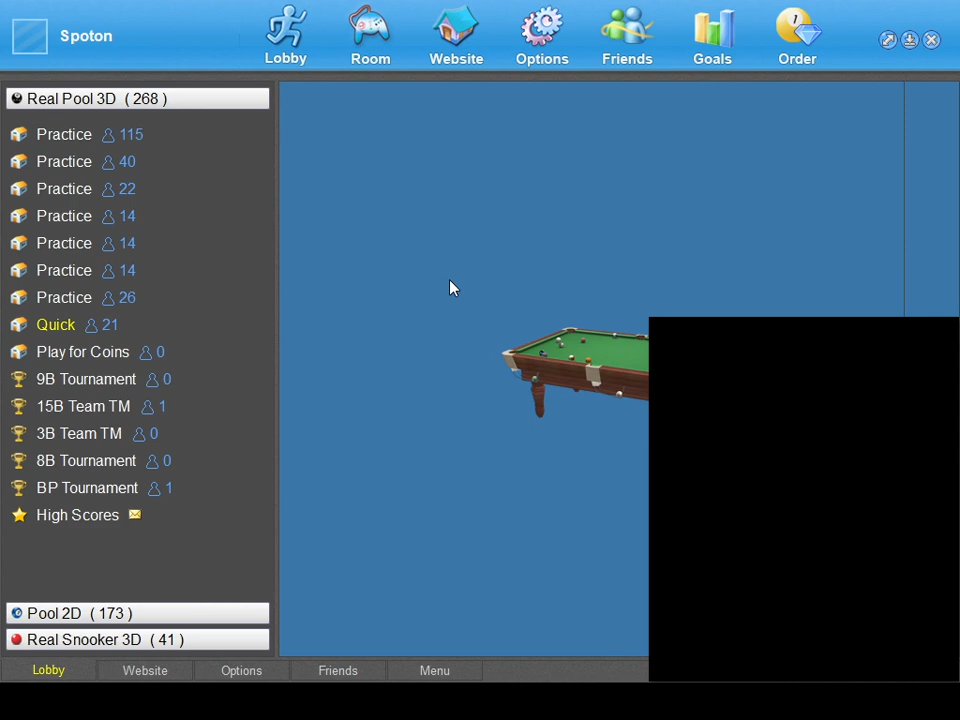 Spoton
Lobby
Room
Website
Options
Friends
Goals
1
Order
Real Pool 3D ( 268 )
Practice 115
Practice 40
Practice 22
Practice 14
Practice 14
Practice 14
Practice 26
Quick 21
Play for Coins 0
9B Tournament 0
15B Team TM 1
3B Team TM 0
8B Tournament 0
BP Tournament 1
High Scores
Pool 2D ( 173 )
Real Snooker 3D ( 41 )
Lobby Website Options Friends Menu